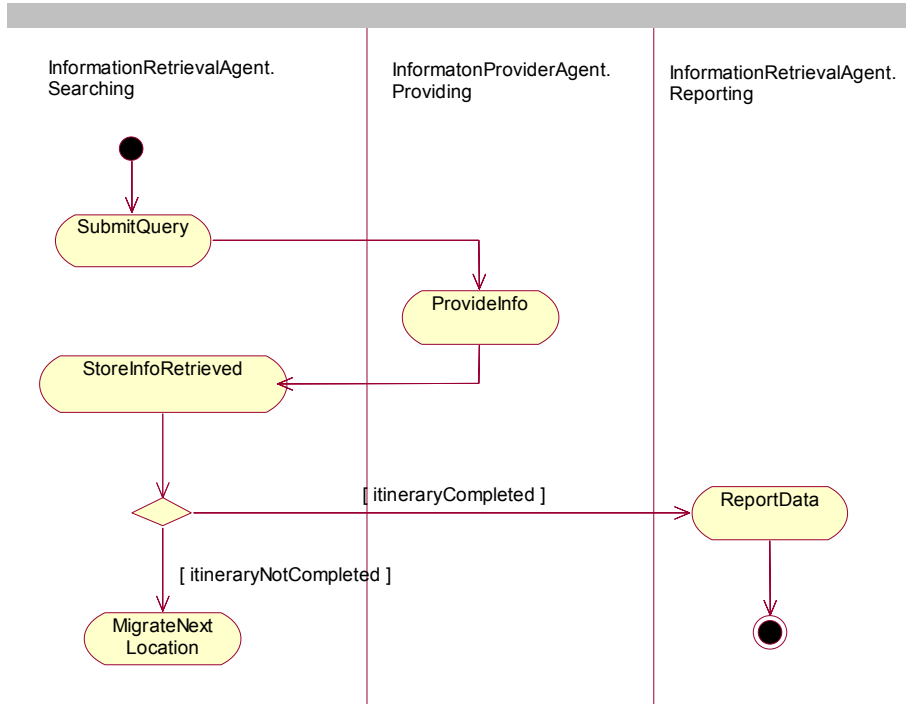 InformationRetrievalAgent.
Searching
InformatonProviderAgent.
Providing
InformationRetrievalAgent.
Reporting
SubmitQuery
ProvideInfo
StoreInfoRetrieved
[ itineraryCompleted ]
ReportData
[ itineraryNotCompleted ]
MigrateNext
Location